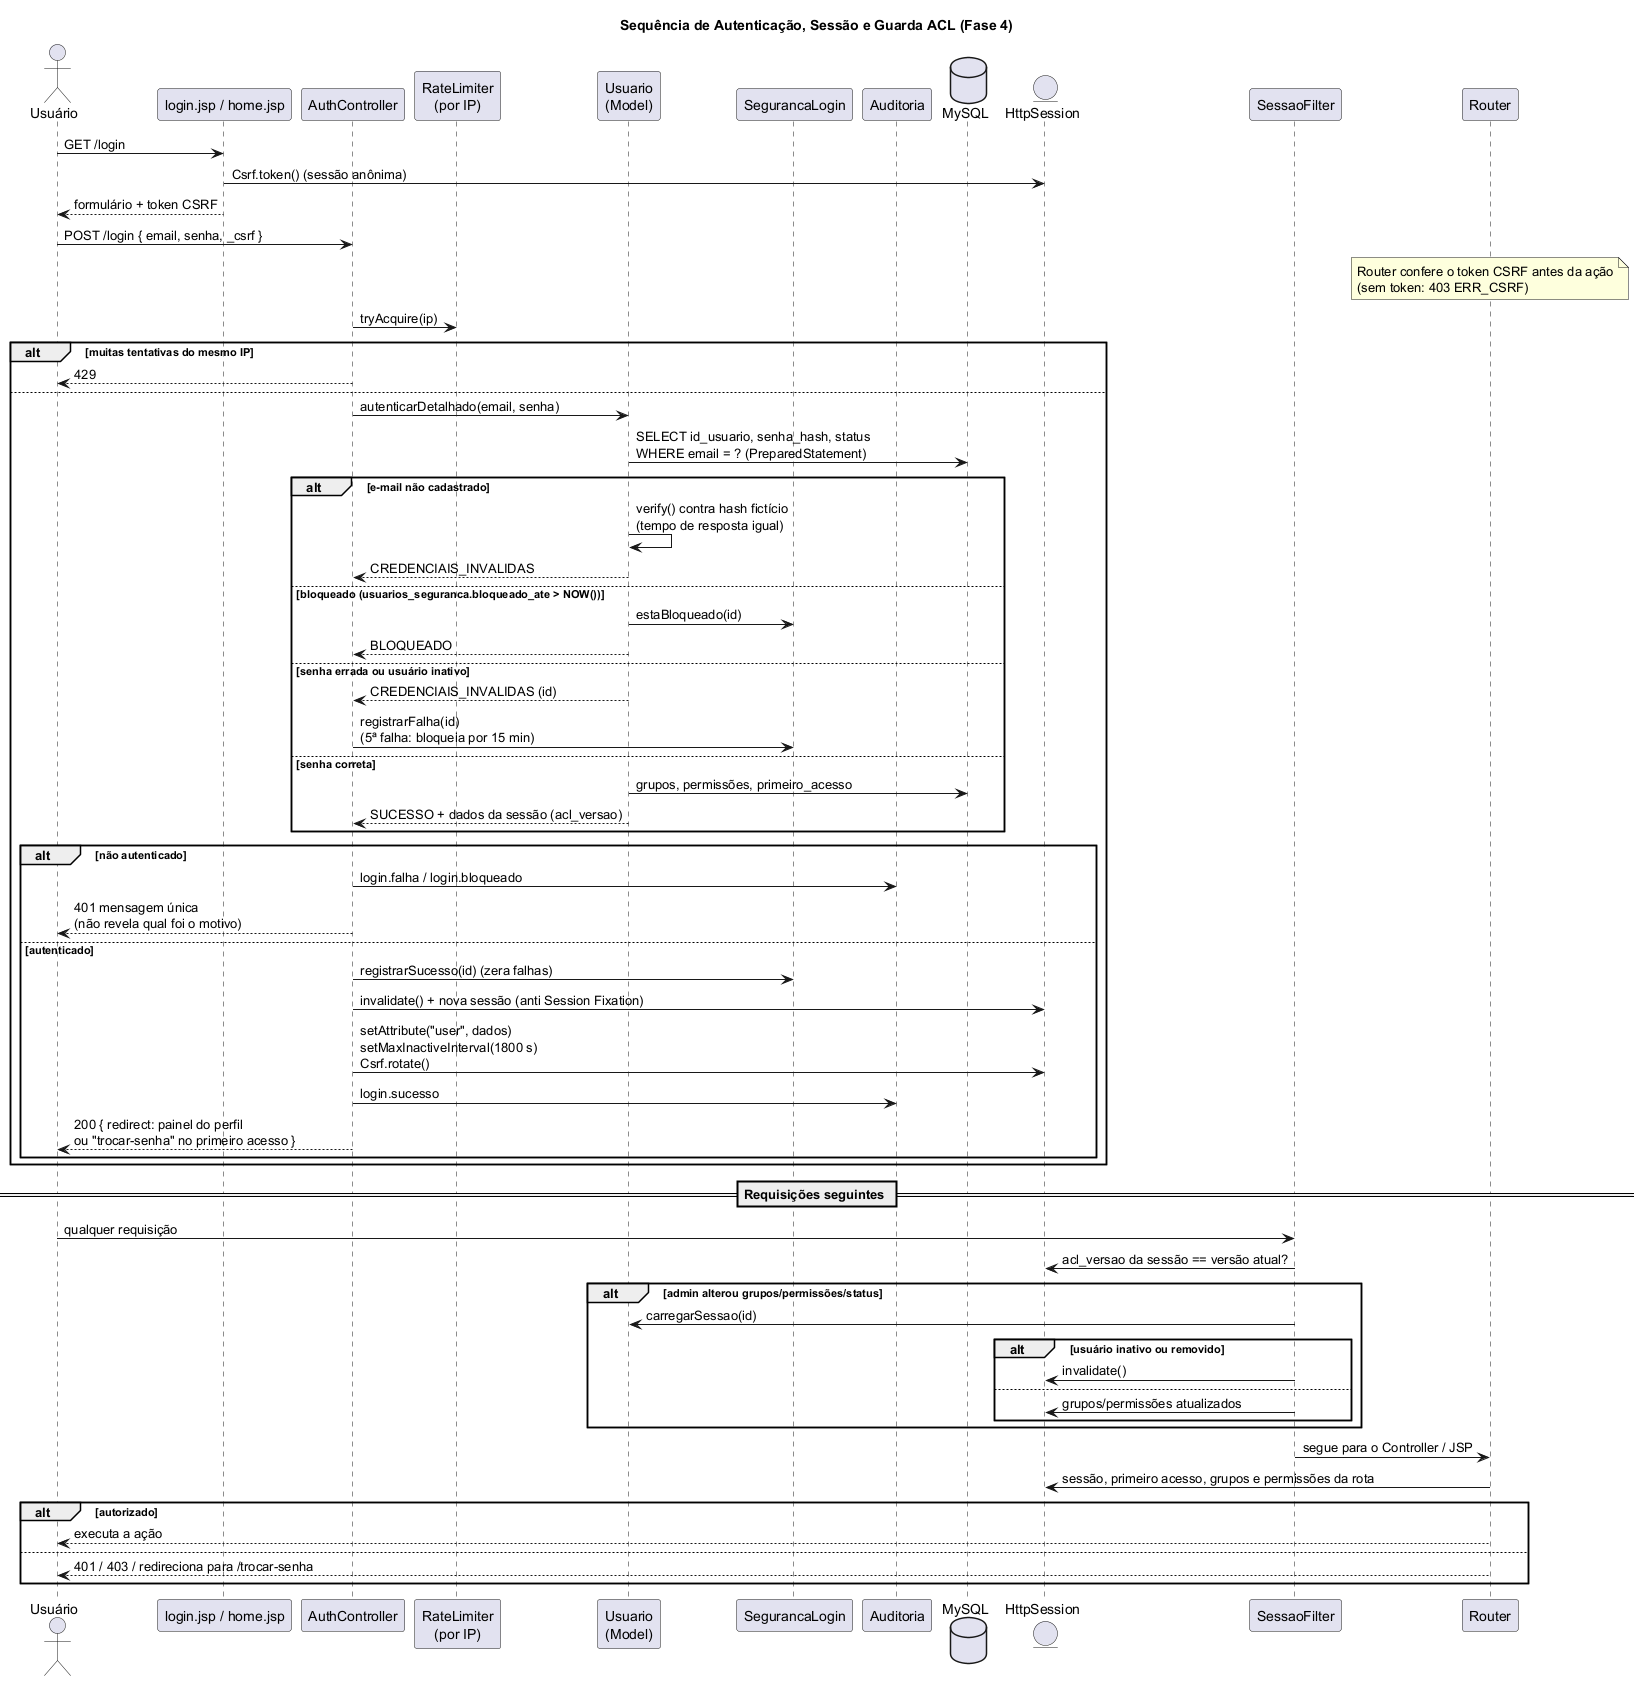 Sequência de Autenticação, Sessão e Guarda ACL (Fase 4)
Usuário
login.jsp / home.jsp
AuthController
RateLimiter
(por IP)
Usuario
(Model)
SegurancaLogin
Auditoria
MySQL
HttpSession
SessaoFilter
Router
GET /login
Csrf.token() (sessão anônima)
formulário + token CSRF
POST /login { email, senha, _csrf }
Router confere o token CSRF antes da ação
(sem token: 403 ERR_CSRF)
tryAcquire(ip)
alt [muitas tentativas do mesmo IP]
429
autenticarDetalhado(email, senha)
SELECT id_usuario, senha_hash, status
WHERE email = ? (PreparedStatement)
alt [e-mail não cadastrado]
verify() contra hash fictício
(tempo de resposta igual)
CREDENCIAIS_INVALIDAS
[bloqueado (usuarios_seguranca.bloqueado_ate > NOW())]
estaBloqueado(id)
BLOQUEADO
[senha errada ou usuário inativo]
CREDENCIAIS_INVALIDAS (id)
registrarFalha(id)
(5ª falha: bloqueia por 15 min)
[senha correta]
grupos, permissões, primeiro_acesso
SUCESSO + dados da sessão (acl_versao)
alt [não autenticado]
login.falha / login.bloqueado
401 mensagem única
(não revela qual foi o motivo)
[autenticado]
registrarSucesso(id) (zera falhas)
invalidate() + nova sessão (anti Session Fixation)
setAttribute("user", dados)
setMaxInactiveInterval(1800 s)
Csrf.rotate()
login.sucesso
200 { redirect: painel do perfil
ou "trocar-senha" no primeiro acesso }
Requisições seguintes
qualquer requisição
acl_versao da sessão == versão atual?
alt [admin alterou grupos/permissões/status]
carregarSessao(id)
alt [usuário inativo ou removido]
invalidate()
grupos/permissões atualizados
segue para o Controller / JSP
sessão, primeiro acesso, grupos e permissões da rota
alt [autorizado]
executa a ação
401 / 403 / redireciona para /trocar-senha
Usuário
login.jsp / home.jsp
AuthController
RateLimiter
(por IP)
Usuario
(Model)
SegurancaLogin
Auditoria
MySQL
HttpSession
SessaoFilter
Router